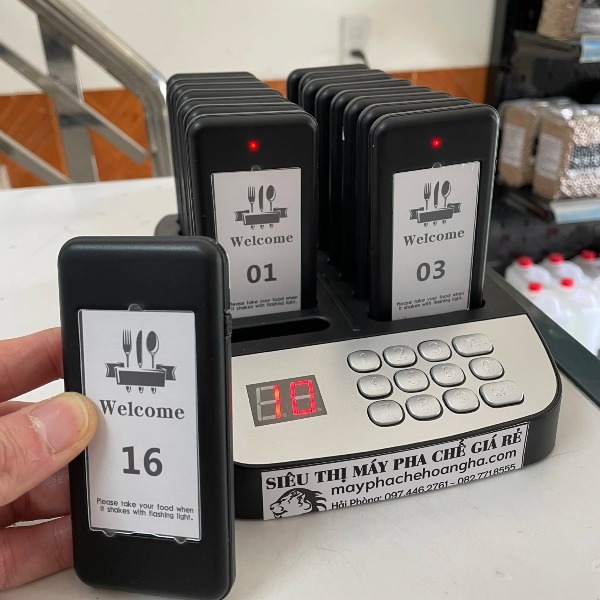 Welcome
01
Please take your food when
it shakes with flashing light.
Welcome
03
Please take your food when
it shakes with flashing light.
Welcome
16
Please take your food when
it shakes with flashing light.
10
SIÊU THỊ MÁY PHA CHẾ GIÁ RẺ
mayphachehoangha.com
Hải Phòng: 097.446.2761 - 082.7718555